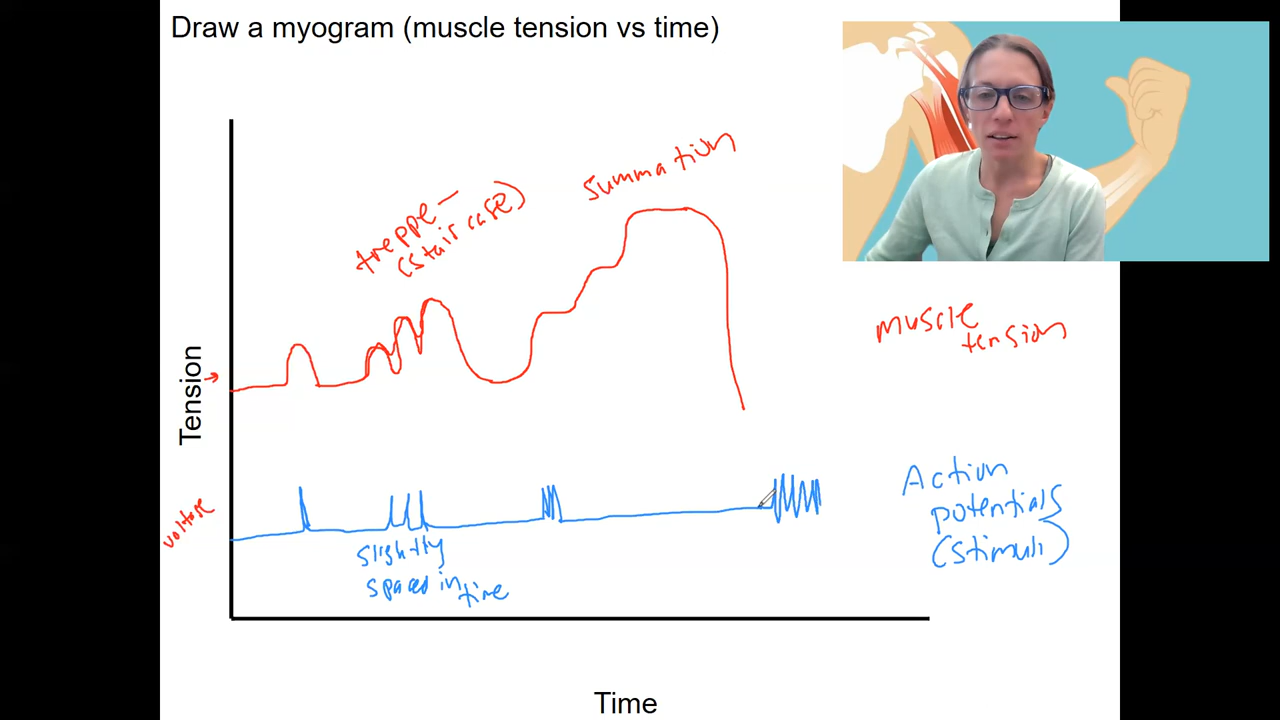 Draw a myogram (muscle tension vs time)
summation
treppe –
(staircase)
muscle
tension
Tension
voltage
Action
potentials
(stimuli)
slightly
spaced in
time
Time